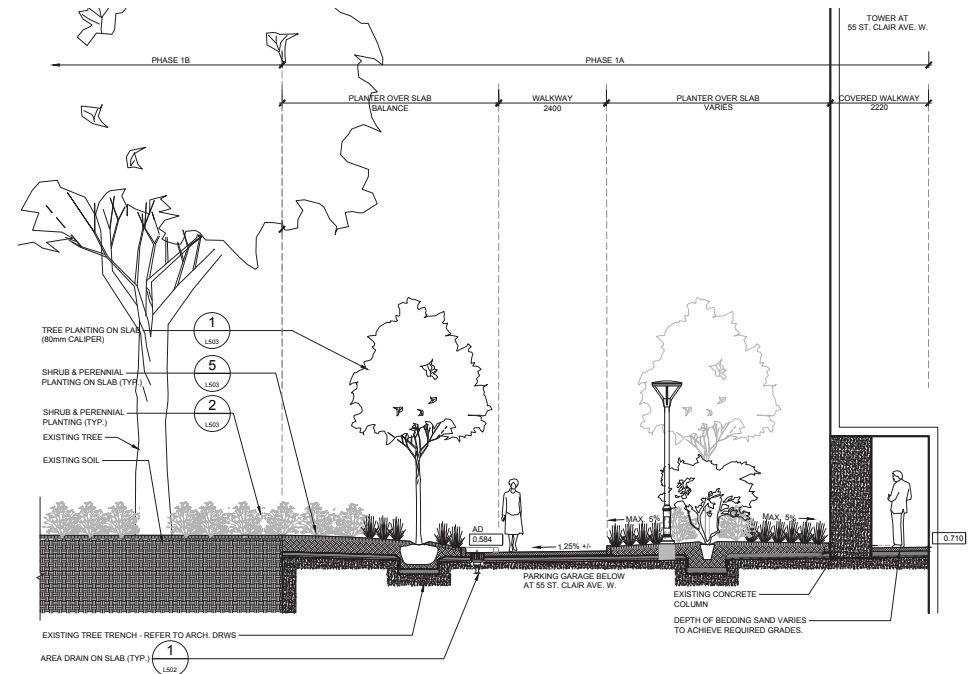 TOWER AT
55 ST. CLAIR AVE. W.
PHASE 1B
PHASE 1A
PLANTER OVER SLAB
BALANCE
WALKWAY
2400
PLANTER OVER SLAB
VARIES
COVERED WALKWAY
2220
TREE PLANTING ON SLAB
(80mm CALIPER)
1
L503
SHRUB & PERENNIAL
PLANTING ON SLAB (TYP.)
5
L503
SHRUB & PERENNIAL
PLANTING (TYP.)
2
L503
EXISTING TREE
EXISTING SOIL
AD
0.584
1.25% +/-
MAX. 5%
MAX. 5%
0.710
PARKING GARAGE BELOW
AT 55 ST. CLAIR AVE. W.
EXISTING CONCRETE
COLUMN
DEPTH OF BEDDING SAND VARIES
TO ACHIEVE REQUIRED GRADES.
EXISTING TREE TRENCH - REFER TO ARCH. DRWS
AREA DRAIN ON SLAB (TYP.)
1
L502